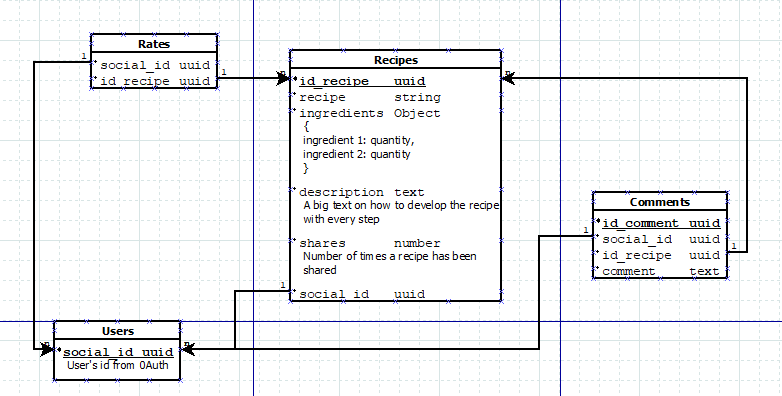 Rates
social_id uuid
id_recipe uuid
1
1
Recipes
n
n
id_recipe uuid
recipe string
ingredients Object
{
ingredient 1: quantity,
ingredient 2: quantity
}
description text
A big text on how to develop the recipe
with every step
shares number
Number of times a recipe has been
shared
social_id uuid
1
Comments
id_comment uuid
social_id uuid
id_recipe uuid
comment text
1
1
Users
n
n
social_id uuid
User's id from OAuth